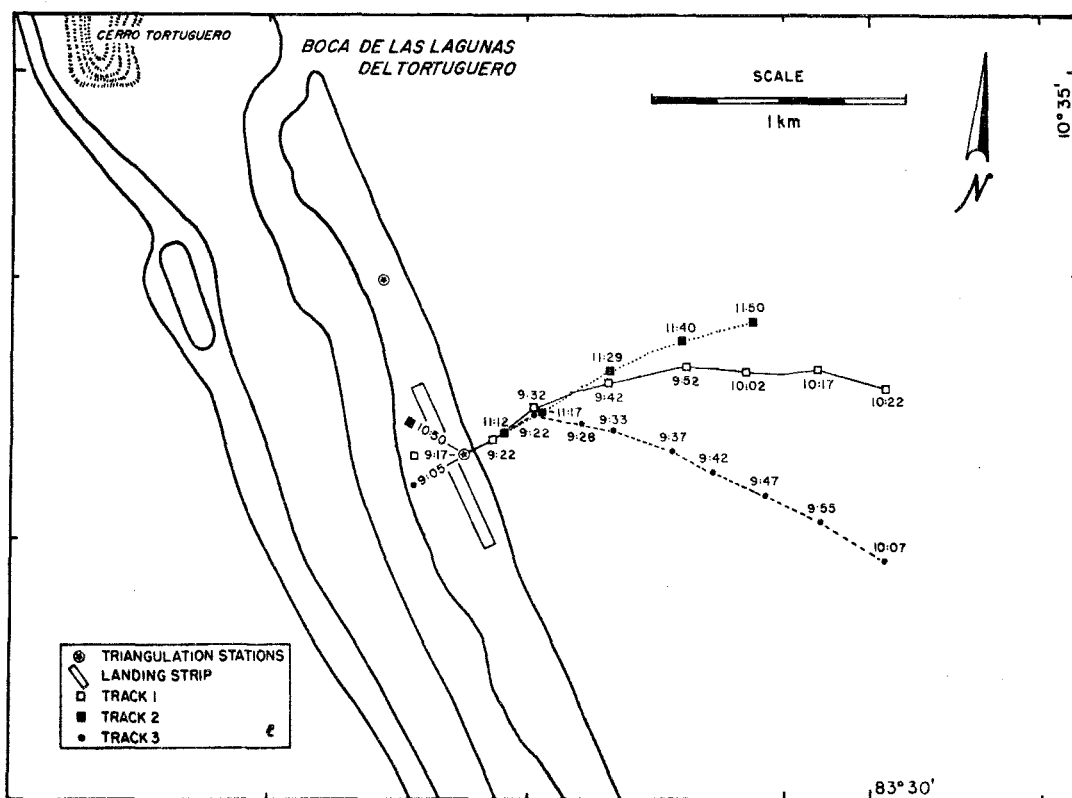 CERRO TORTUGUERO
BOCA DE LAS LAGUNAS
DEL TORTUGUERO
SCALE
1 km
10° 35'
N
11:50
11:40
11:29
9:52
10:02
10:17
10:22
9:32
9:42
11:12
11:17
9:22
9:28
9:33
10:50
9:17
9:22
9:05
9:37
9:42
9:47
9:55
10:07
TRIANGULATION STATIONS
LANDING STRIP
TRACK 1
TRACK 2
TRACK 3
ℓ
83° 30'